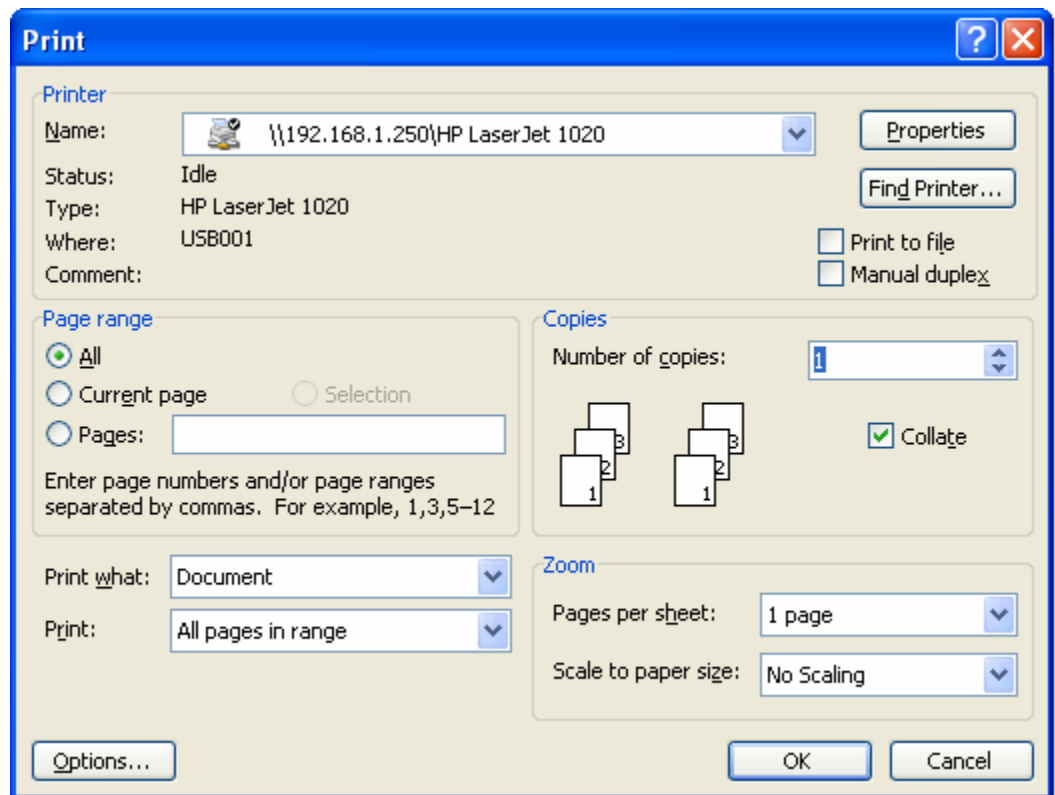 Print
Printer
Name: \\192.168.1.250\HP LaserJet 1020 Properties
Status: Idle Find Printer...
Type: HP LaserJet 1020
Where: USB001 Print to file
Comment: Manual duplex
Page range
All
Current page Selection
Pages:
Enter page numbers and/or page ranges
separated by commas. For example, 1,3,5–12
Copies
Number of copies: 1
3 3
2 2
1 1
Collate
Print what: Document
Print: All pages in range
Zoom
Pages per sheet: 1 page
Scale to paper size: No Scaling
Options... OK Cancel